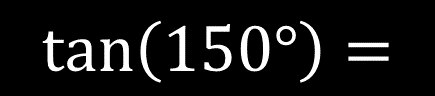 tan(150°) =